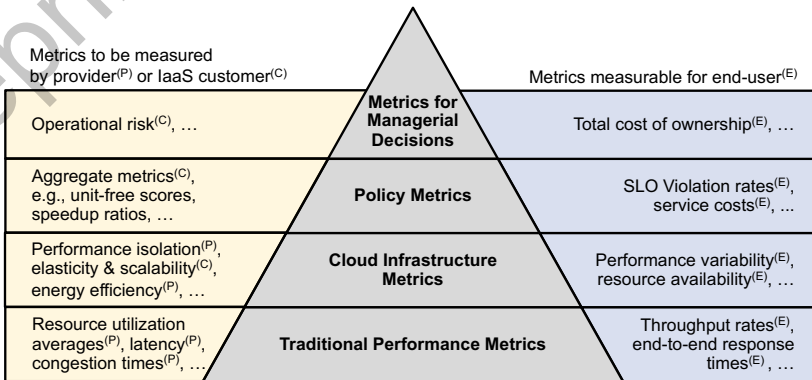 Metrics to be measured
by provider(P) or IaaS customer(C)
Metrics measurable for end-user(E)
Operational risk(C), …
Metrics for
Managerial
Decisions
Total cost of ownership(E), …
Aggregate metrics(C),
e.g., unit-free scores,
speedup ratios, …
Policy Metrics
SLO Violation rates(E),
service costs(E), ...
Performance isolation(P),
elasticity & scalability(C),
energy efficiency(P), …
Cloud Infrastructure
Metrics
Performance variability(E),
resource availability(E), …
Resource utilization
averages(P), latency(P),
congestion times(P), …
Traditional Performance Metrics
Throughput rates(E),
end-to-end response
times(E) , …